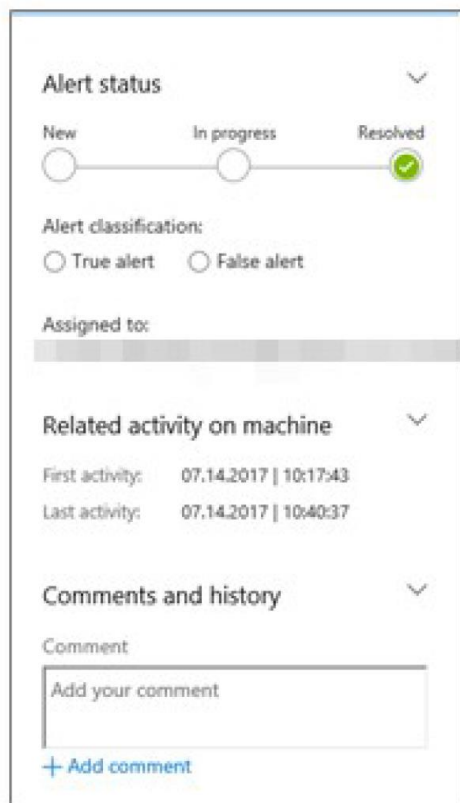 Alert status
New In progress Resolved
Alert classification:
True alert False alert
Assigned to:
Related activity on machine
First activity: 07.14.2017 | 10:17:43
Last activity: 07.14.2017 | 10:40:37
Comments and history
Comment
Add your comment
+ Add comment